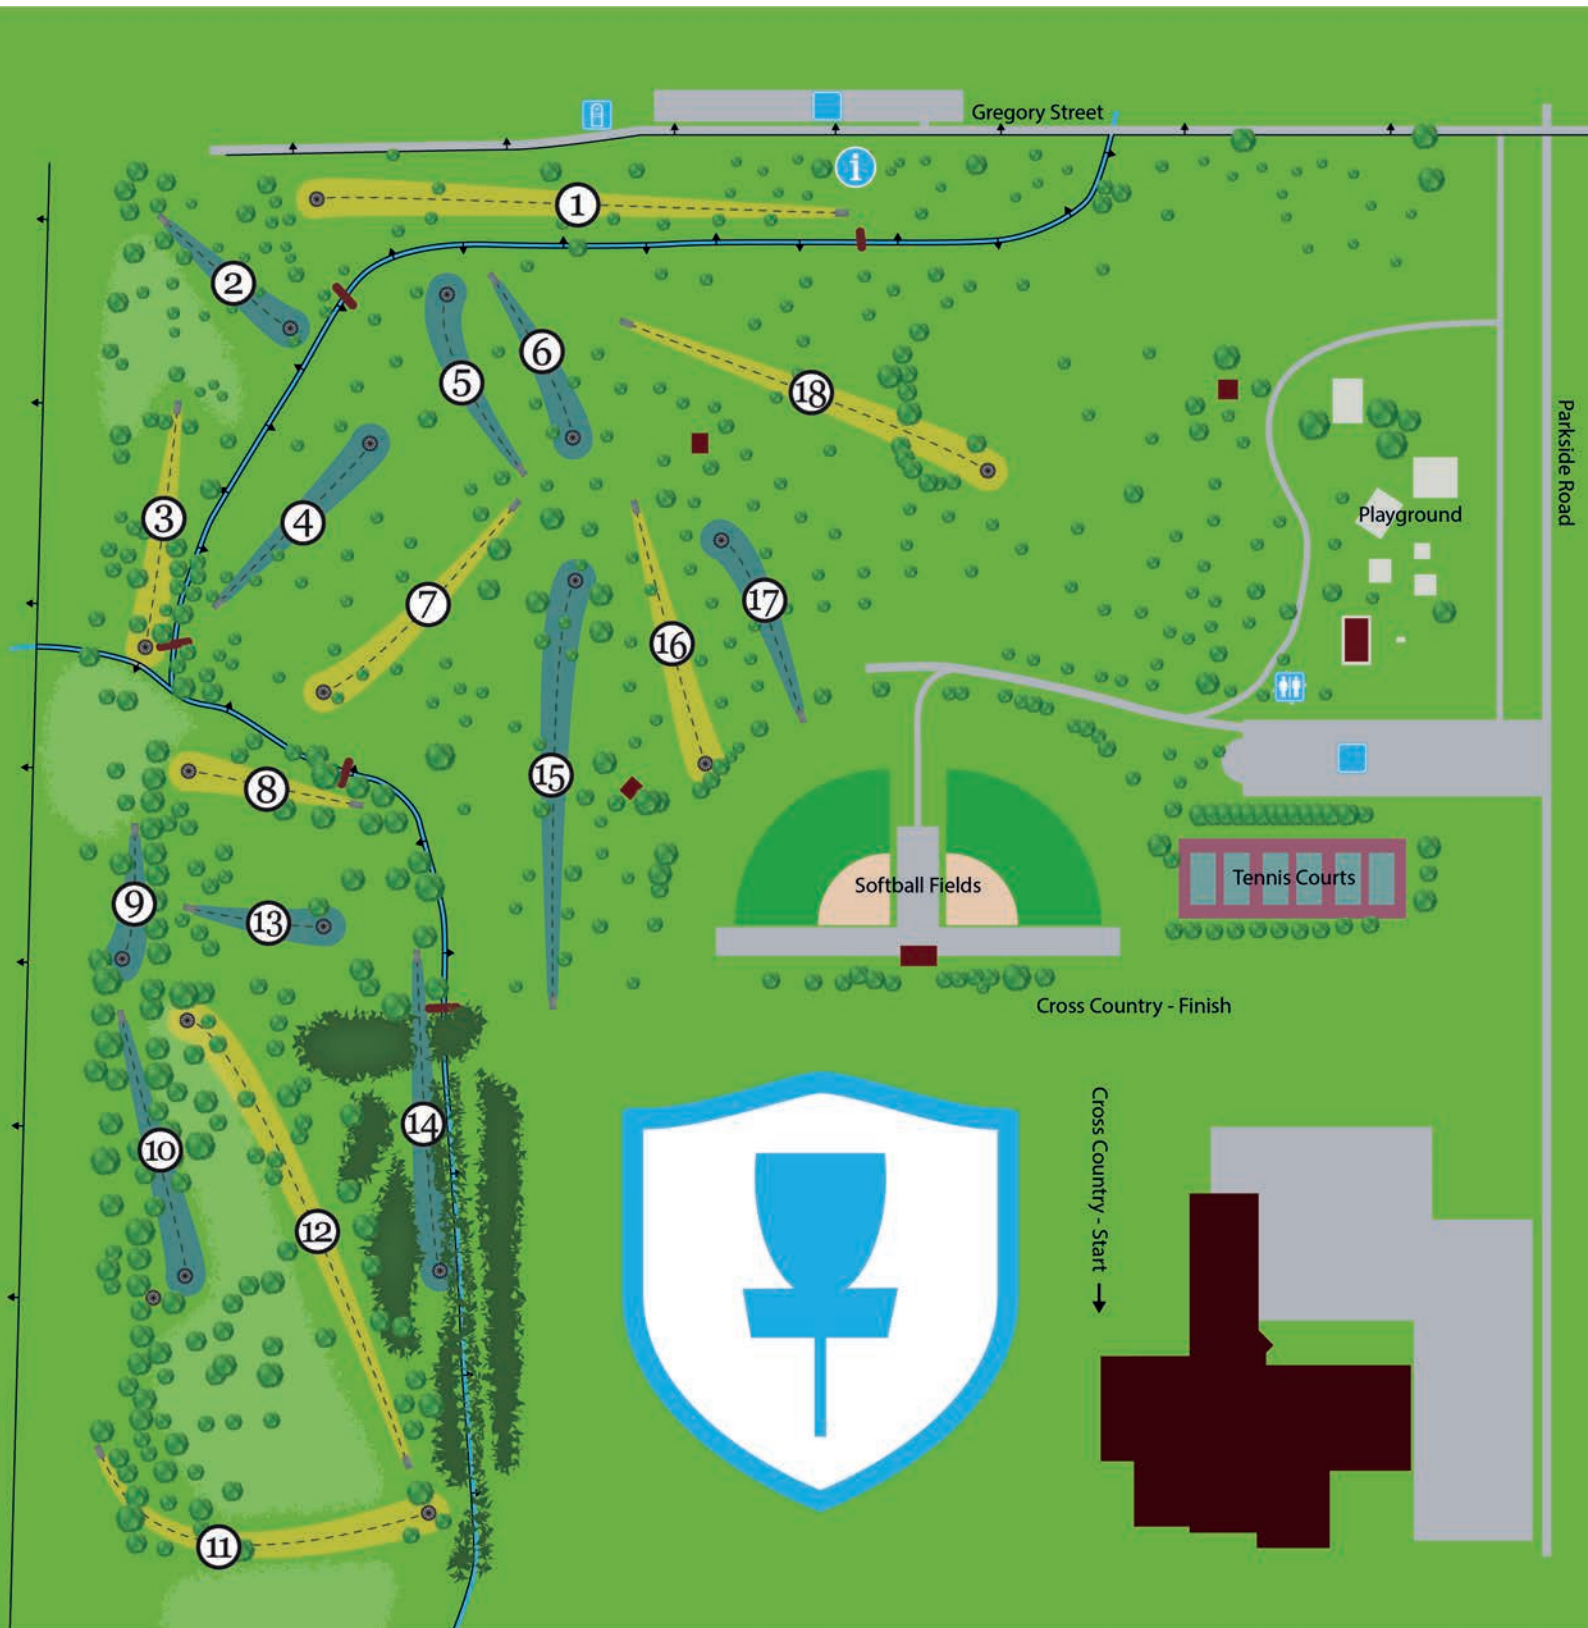 Gregory Street
i
1
2
6
5
18
Parkside Road
3
4
Playground
7
17
16
15
8
Softball Fields
Tennis Courts
9
13
Cross Country - Finish
14
Cross Country - Start
10
12
11